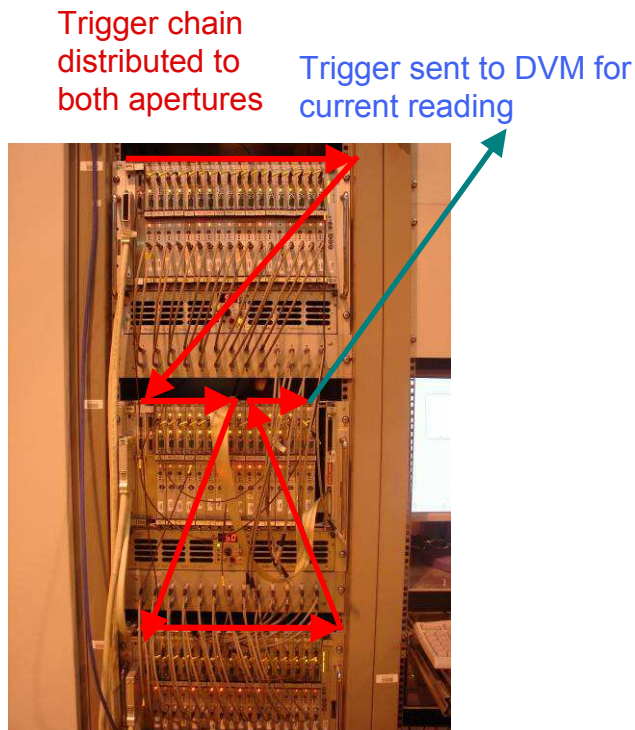 Trigger chain
distributed to
both apertures
Trigger sent to DVM for
current reading